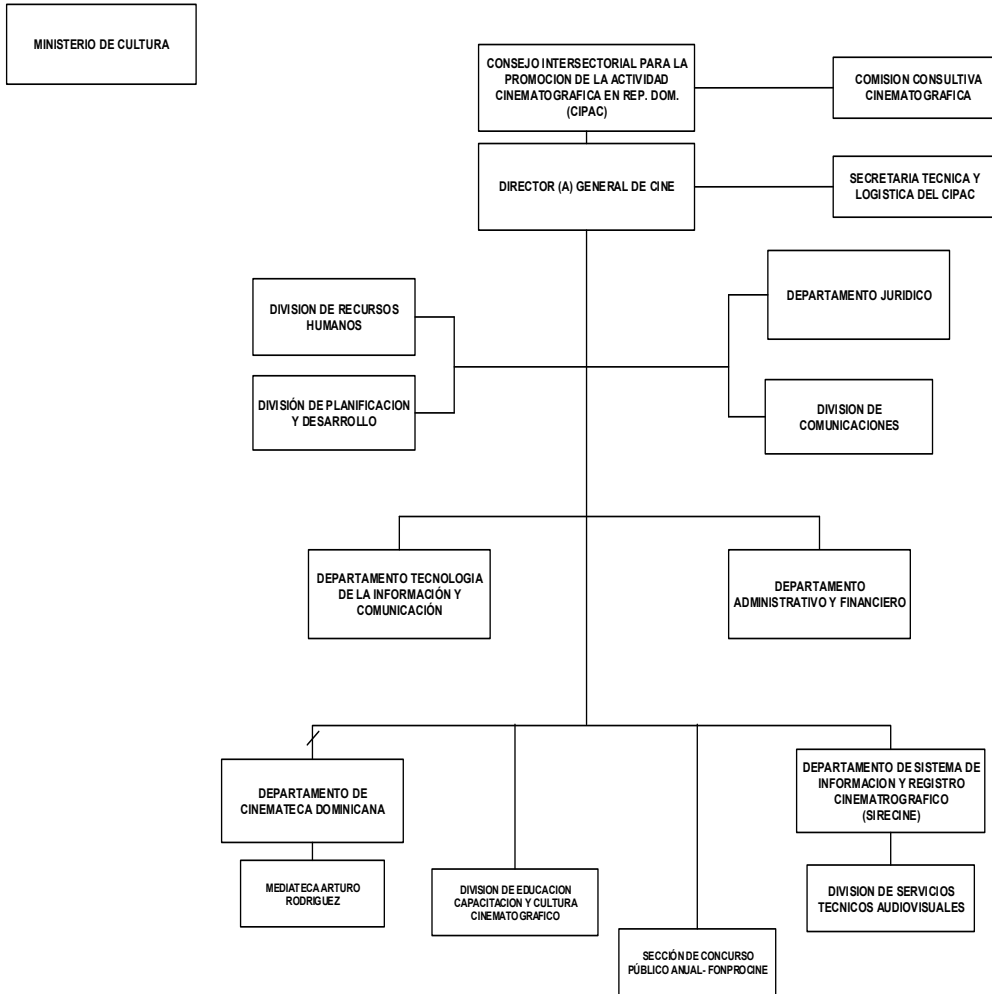 MINISTERIO DE CULTURA
CONSEJO INTERSECTORIAL PARA LA
PROMOCION DE LA ACTIVIDAD
CINEMATOGRAFICA EN REP. DOM.
(CIPAC)
COMISION CONSULTIVA
CINEMATOGRAFICA
DIRECTOR (A) GENERAL DE CINE
SECRETARIA TECNICA Y
LOGISTICA DEL CIPAC
DIVISION DE RECURSOS
HUMANOS
DEPARTAMENTO JURIDICO
DIVISIÓN DE PLANIFICACION
Y DESARROLLO
DIVISION DE
COMUNICACIONES
DEPARTAMENTO TECNOLOGIA
DE LA INFORMACIÓN Y
COMUNICACIÓN
DEPARTAMENTO
ADMINISTRATIVO Y FINANCIERO
DEPARTAMENTO DE
CINEMATECA DOMINICANA
DEPARTAMENTO DE SISTEMA DE
INFORMACION Y REGISTRO
CINEMATROGRAFICO
(SIRECINE)
MEDIATECA ARTURO
RODRIGUEZ
DIVISION DE EDUCACION
CAPACITACION Y CULTURA
CINEMATOGRAFICO
DIVISION DE SERVICIOS
TECNICOS AUDIOVISUALES
SECCIÓN DE CONCURSO
PÚBLICO ANUAL- FONPROCINE